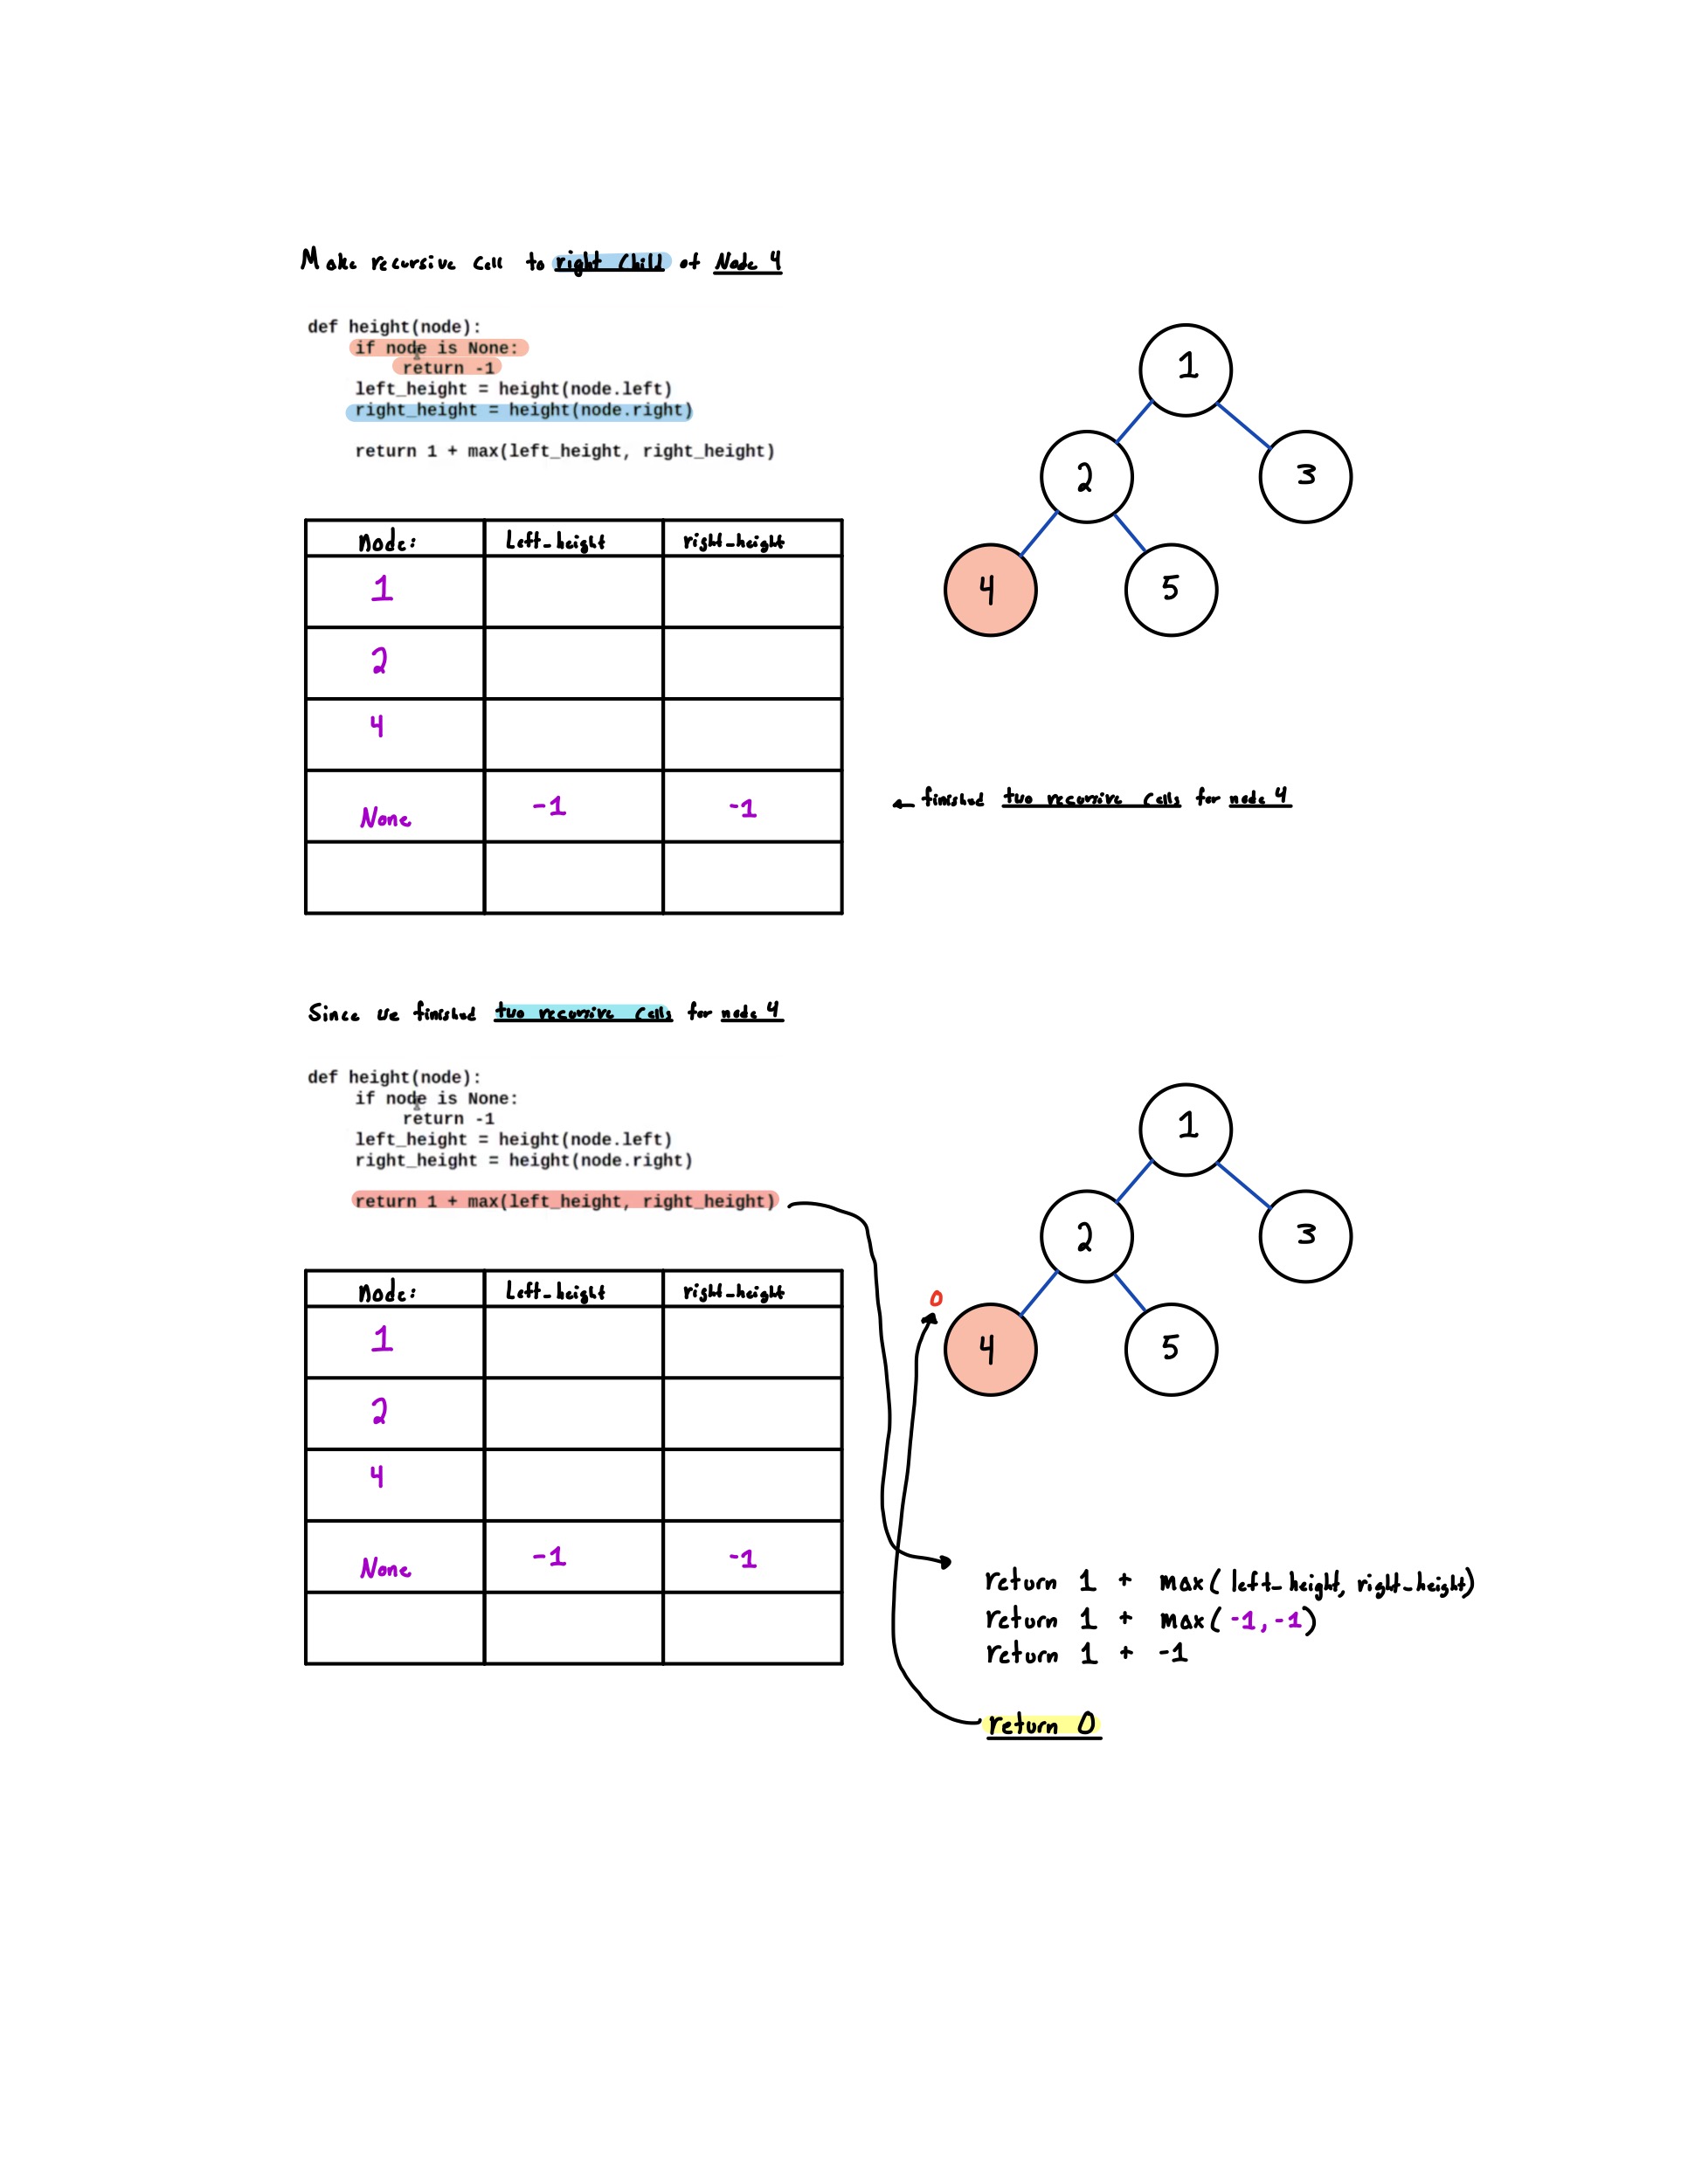 Make recursive call to right child of Node 4
def height(node):
if node is None:
return -1
left_height = height(node.left)
right_height = height(node.right)
return 1 + max(left_height, right_height)
1
2
3
4
5
Node: Left_height right_height
1
2
4
None -1 -1
← finished two recursive calls for node 4
Since we finished two recursive calls for node 4
def height(node):
if node is None:
return -1
left_height = height(node.left)
right_height = height(node.right)
return 1 + max(left_height, right_height)
1
2
3
0
4
5
Node: Left_height right_height
1
2
4
None -1 -1
return 1 + max(left_height, right_height)
return 1 + max(-1, -1)
return 1 + -1
return 0